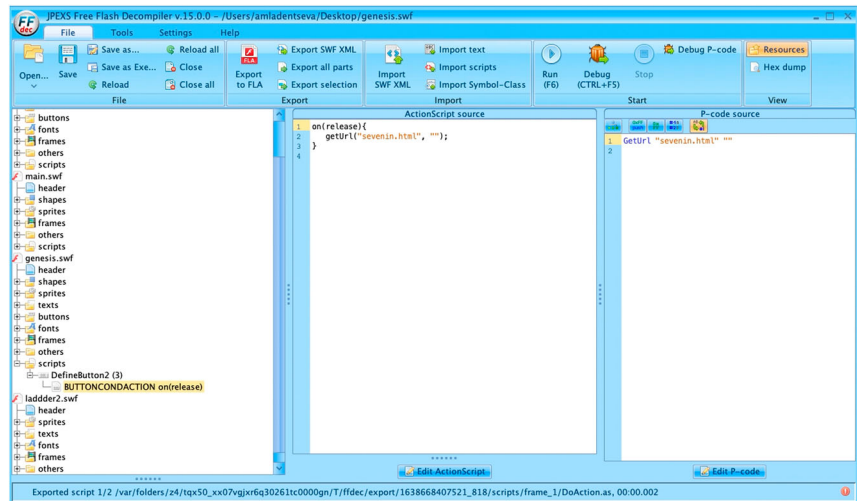 JPEXS Free Flash Decompiler v.15.0.0 - /Users/amladentseva/Desktop/genesis.swf
FF
dec
File Tools Settings Help
Open... Save
Save as...
Save as Exe...
Reload
Reload all
Close
Close all
File
FLA
Export
to FLA
Export SWF XML
Export all parts
Export selection
Export
Import
SWF XML
Import text
Import scripts
Import Symbol-Class
Import
Run
(F6)
Debug
(CTRL+F5)
Stop
Debug P-code
Start
Resources
Hex dump
View
buttons
fonts
frames
others
scripts
main.swf
header
shapes
sprites
frames
others
scripts
genesis.swf
header
shapes
sprites
texts
buttons
fonts
frames
others
scripts
DefineButton2 (3)
BUTTONCONDACTION on(release)
laddder2.swf
header
sprites
texts
fonts
frames
others
ActionScript source
1 on(release){
2 getUrl("sevenin.html", "");
3 }
4
Edit ActionScript
P-code source
1 GetUrl "sevenin.html" ""
2
Edit P-code
Exported script 1/2 /var/folders/z4/tqx50_xx07vgjxr6q30261tc0000gn/T/ffdec/export/1638668407521_818/scripts/frame_1/DoAction.as, 00:00.002